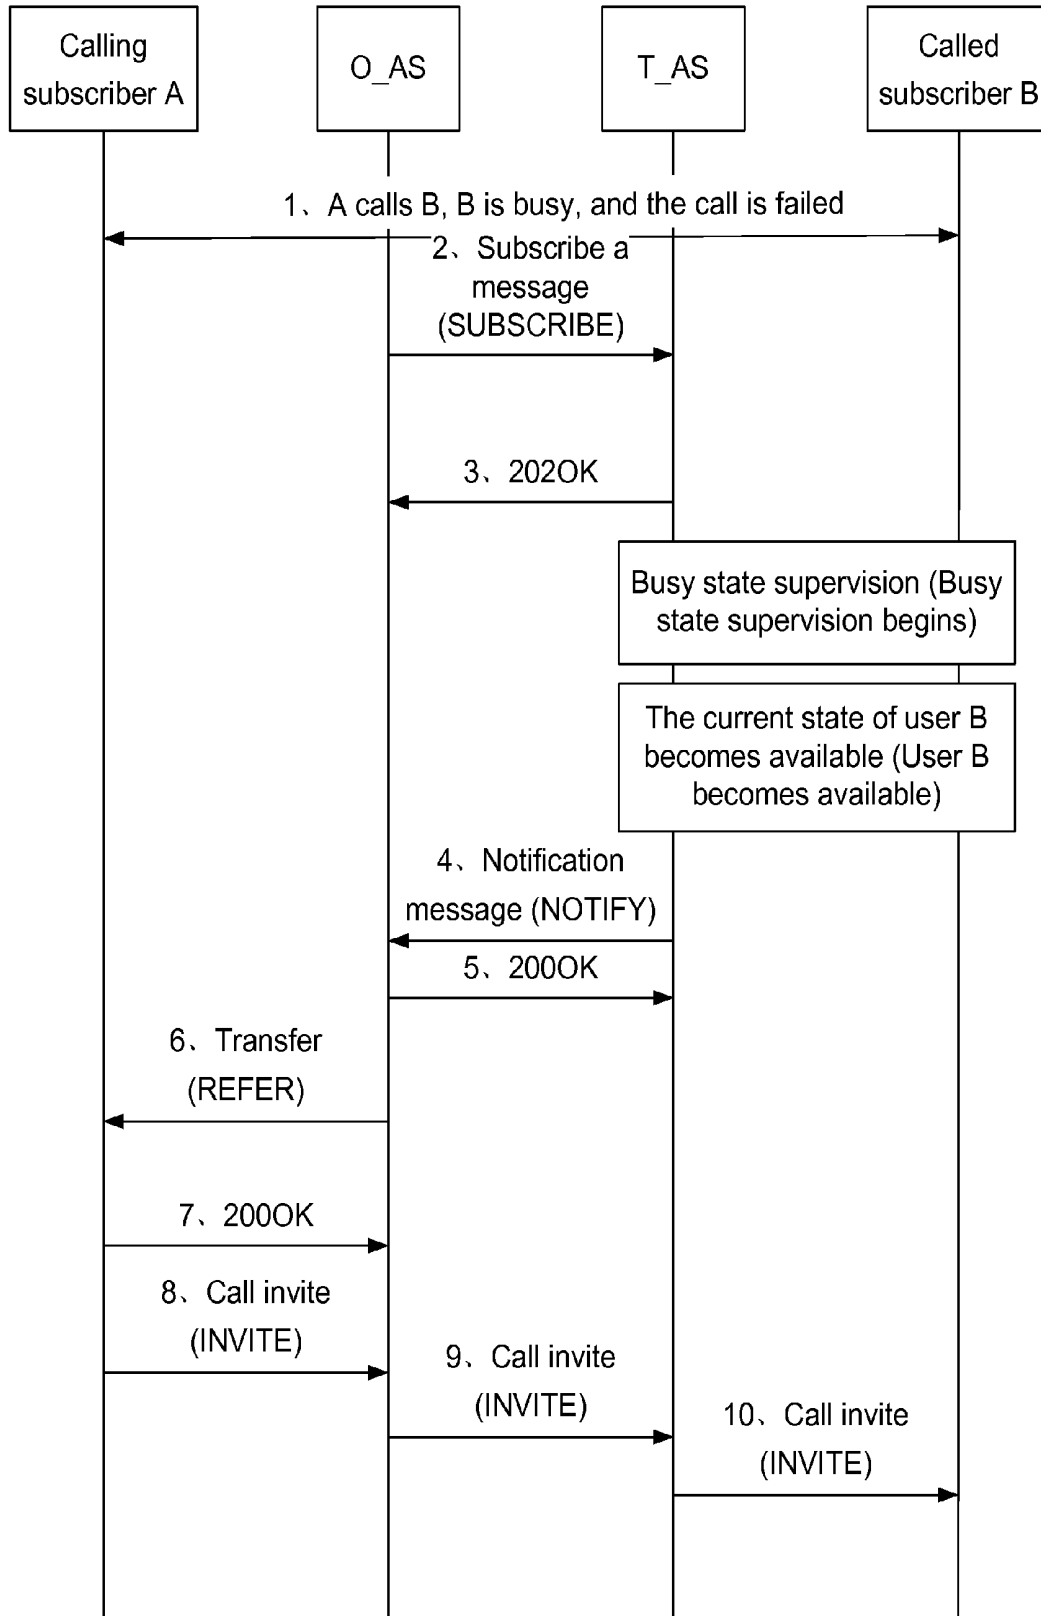 Calling
subscriber A
O_AS
T_AS
Called
subscriber B
1、A calls B, B is busy, and the call is failed
2、Subscribe a
message
(SUBSCRIBE)
3、202OK
Busy state supervision (Busy
state supervision begins)
The current state of user B
becomes available (User B
becomes available)
4、Notification
message (NOTIFY)
5、200OK
6、Transfer
(REFER)
7、200OK
8、Call invite
(INVITE)
9、Call invite
(INVITE)
10、Call invite
(INVITE)